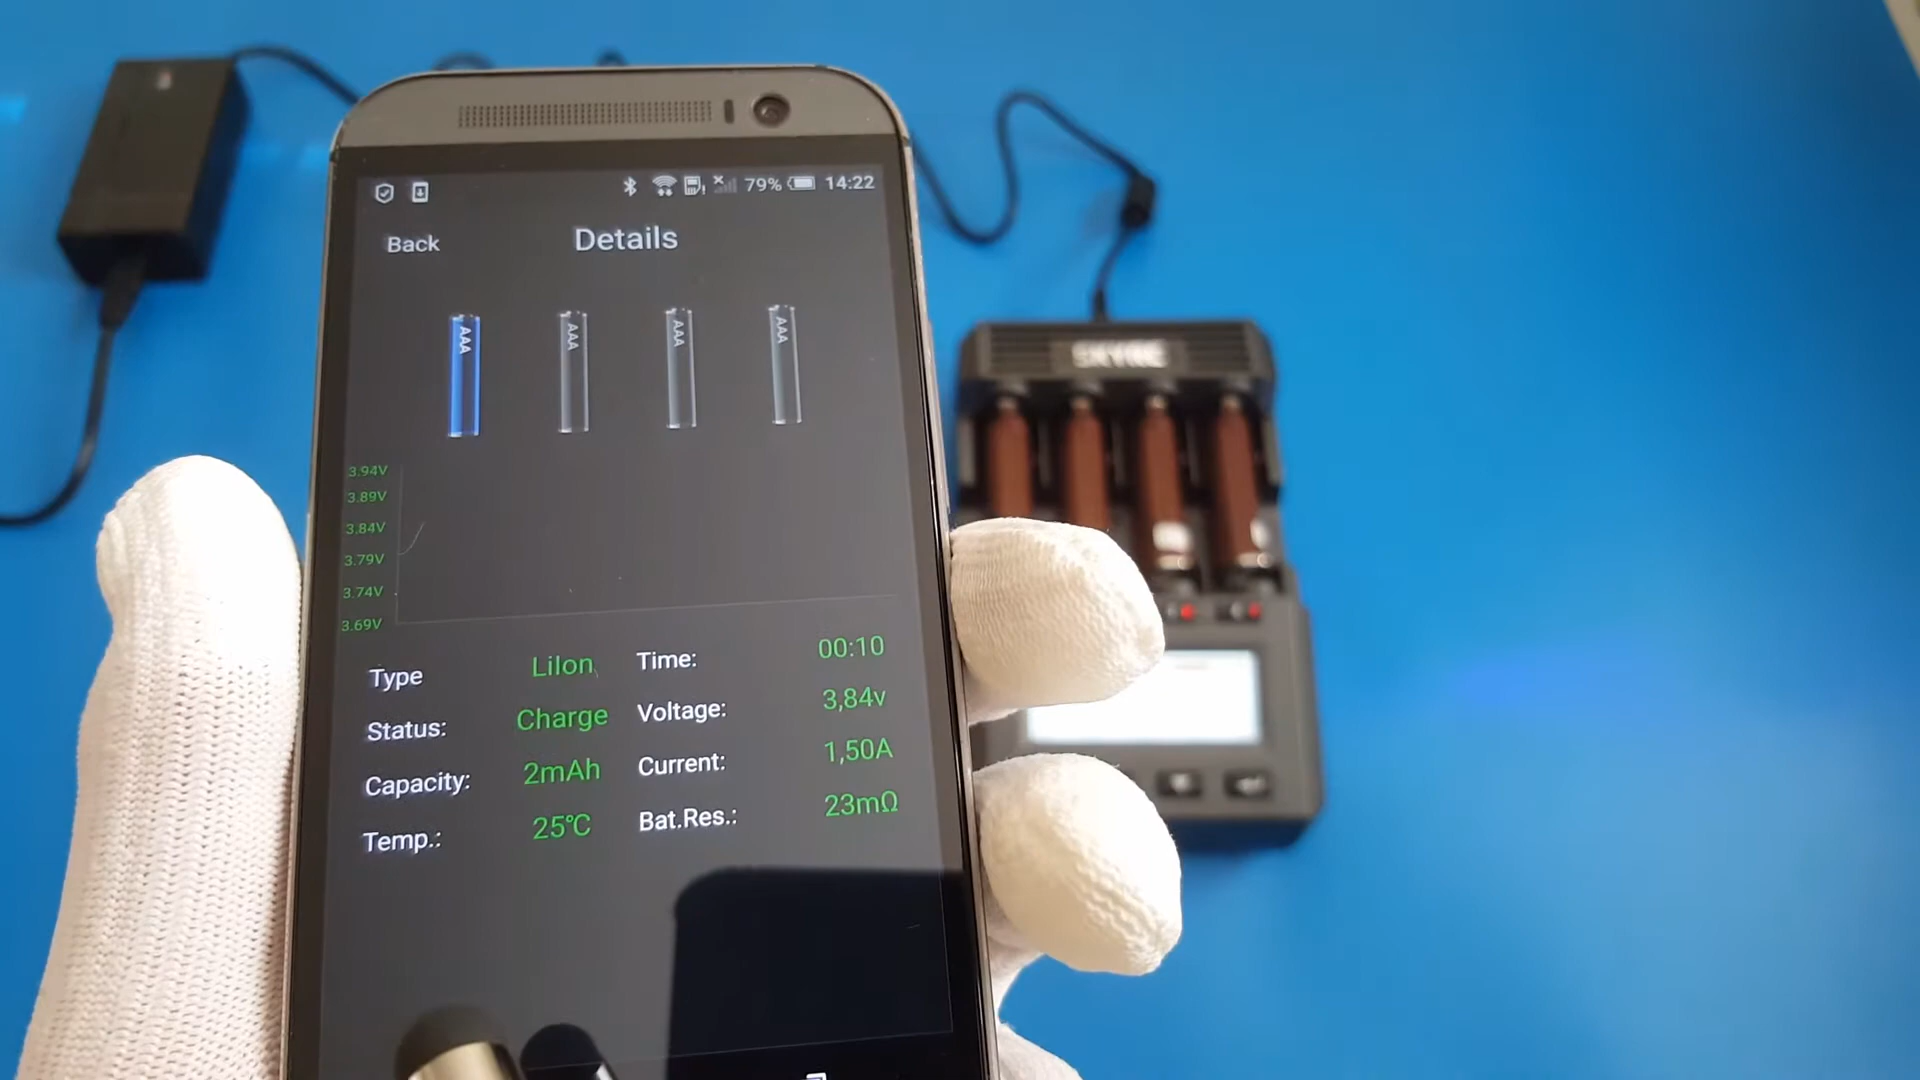 79% 14:22
Back Details
AAA AAA AAA AAA
3.94V
3.89V
3.84V
3.79V
3.74V
3.69V
Type LiIon Time: 00:10
Status: Charge Voltage: 3,84v
Capacity: 2mAh Current: 1,50A
Temp.: 25℃ Bat.Res.: 23mΩ